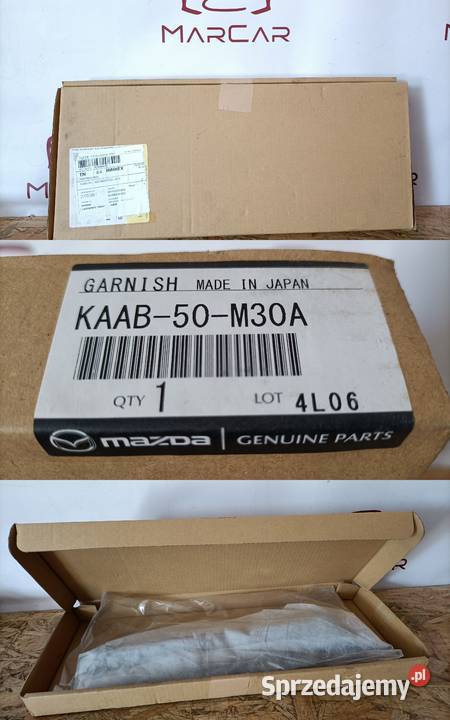 MARCAR
GARNISH MADE IN JAPAN
KAAB-50-M30A
QTY 1 LOT 4L06
mazda | GENUINE PARTS
Sprzedajemy.pl